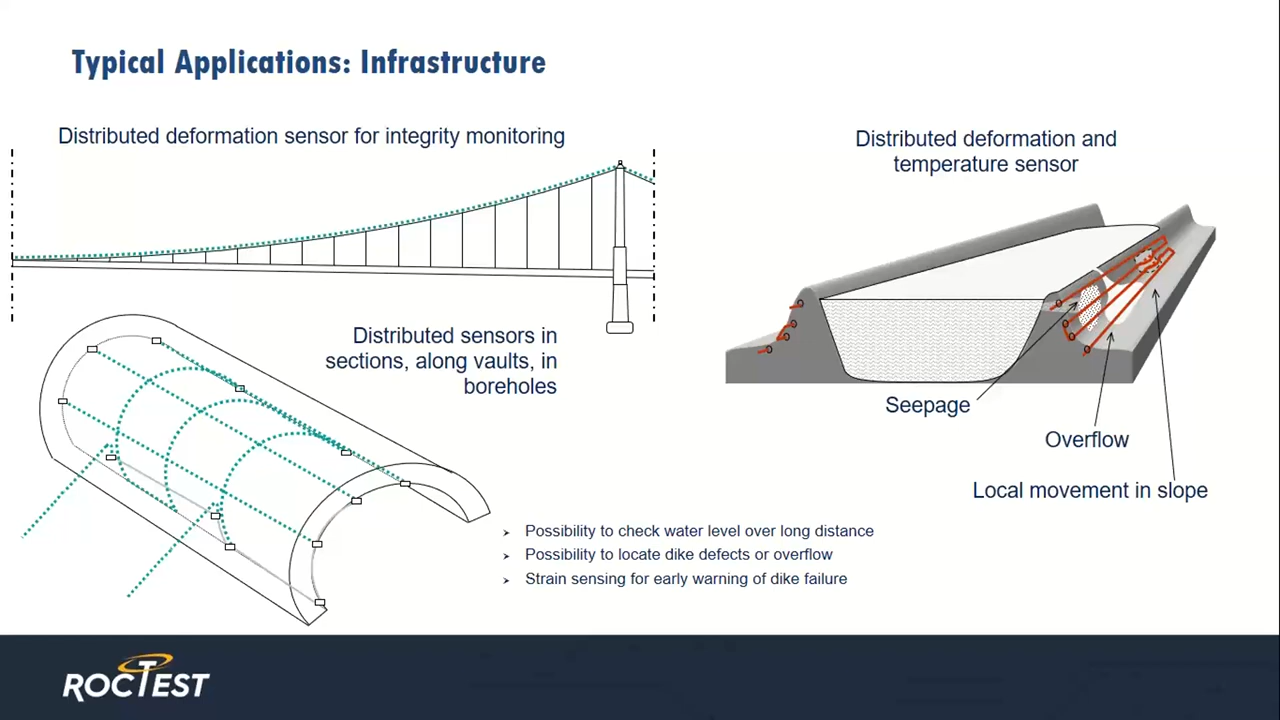 Typical Applications: Infrastructure
Distributed deformation sensor for integrity monitoring
Distributed deformation and
temperature sensor
Distributed sensors in
sections, along vaults, in
boreholes
Seepage
Overflow
Local movement in slope
Possibility to check water level over long distance
Possibility to locate dike defects or overflow
Strain sensing for early warning of dike failure
ROCTEST